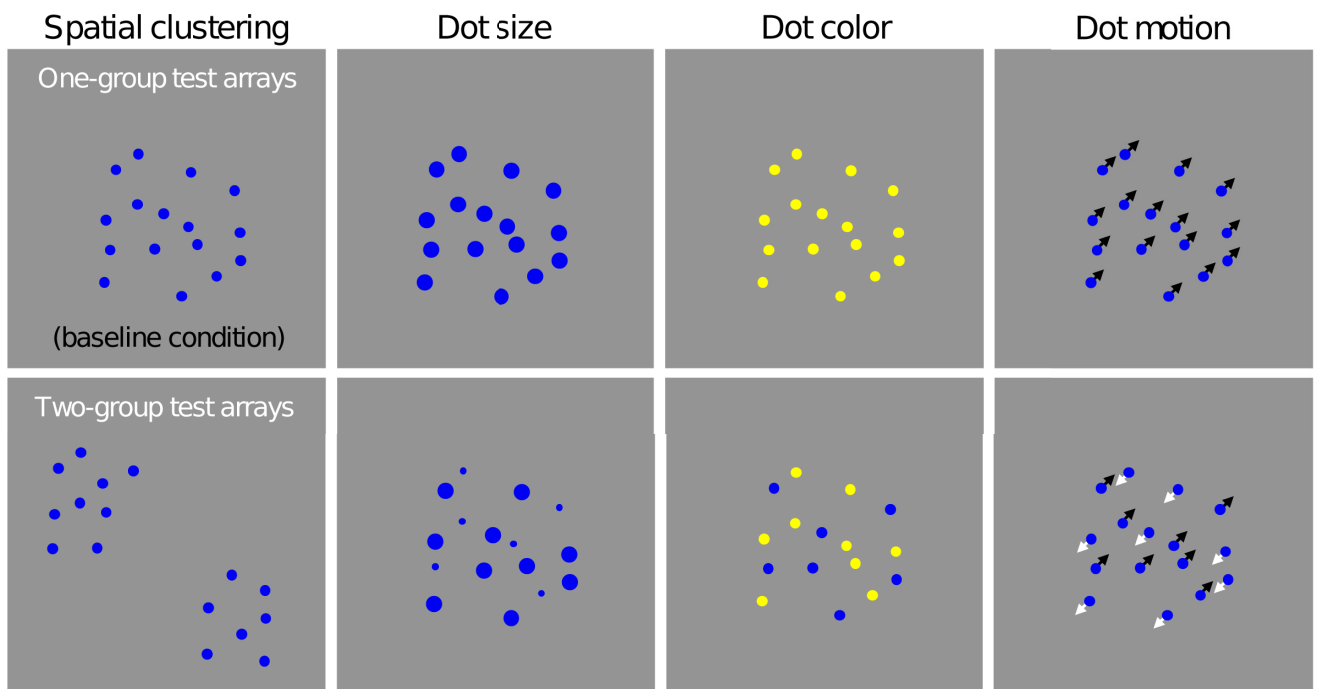 Spatial clustering
Dot size
Dot color
Dot motion
One-group test arrays
(baseline condition)
Two-group test arrays